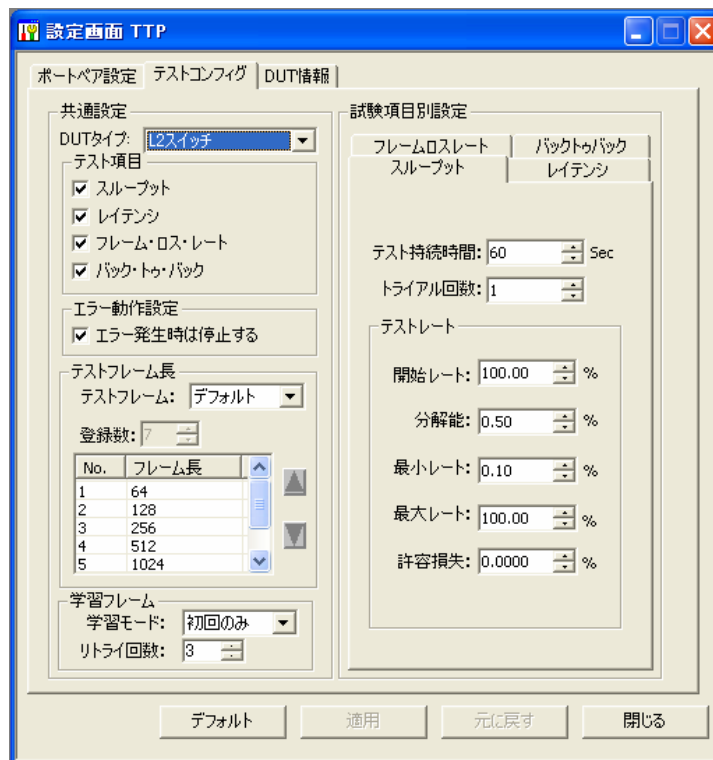 設定画面 TTP
ポートペア設定 テストコンフィグ DUT情報
共通設定
DUTタイプ: L2スイッチ
テスト項目
スループット
レイテンシ
フレーム・ロス・レート
バック・トゥ・バック
エラー動作設定
エラー発生時は停止する
テストフレーム長
テストフレーム: デフォルト
登録数: 7
No. フレーム長
1 64
2 128
3 256
4 512
5 1024
学習フレーム
学習モード: 初回のみ
リトライ回数: 3
試験項目別設定
フレームロスレート バックトゥバック
スループット レイテンシ
テスト持続時間: 60 Sec
トライアル回数: 1
テストレート
開始レート: 100.00 %
分解能: 0.50 %
最小レート: 0.10 %
最大レート: 100.00 %
許容損失: 0.0000 %
デフォルト 適用 元に戻す 閉じる